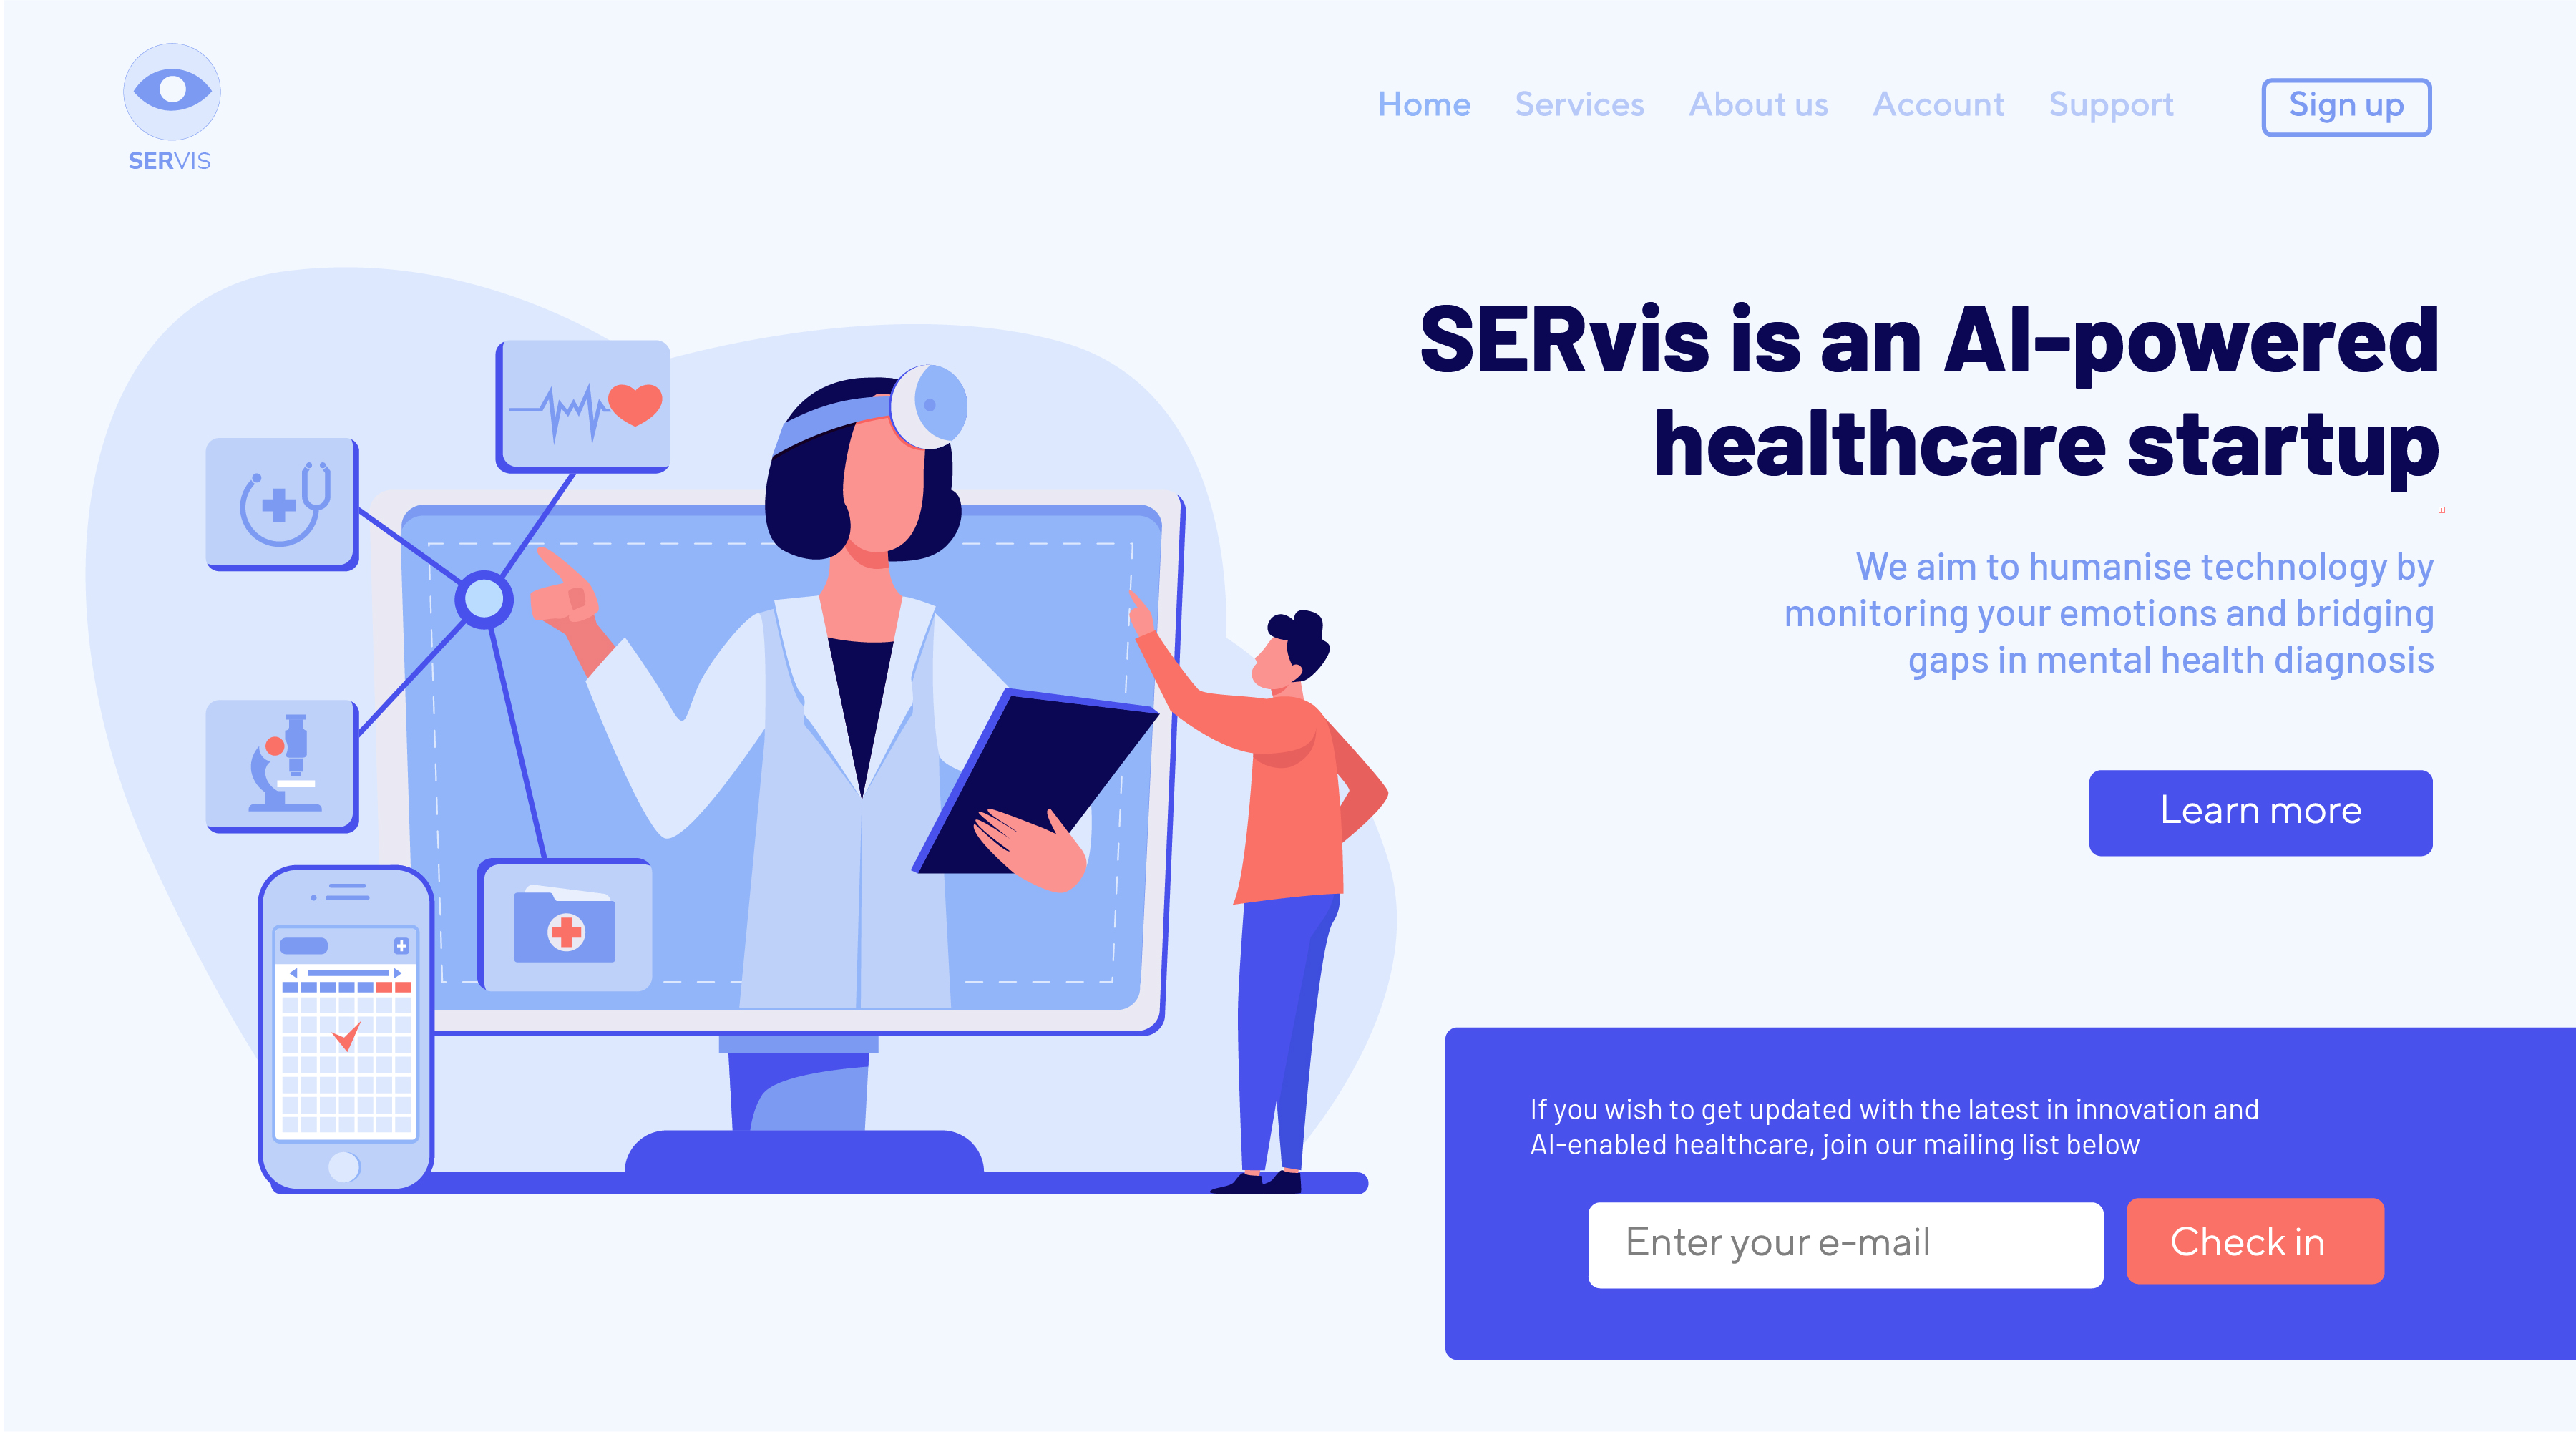 SERVIS
Home Services About us Account Support Sign up
SERvis is an AI-powered
healthcare startup
We aim to humanise technology by
monitoring your emotions and bridging
gaps in mental health diagnosis
Learn more
If you wish to get updated with the latest in innovation and
AI-enabled healthcare, join our mailing list below
Enter your e-mail Check in